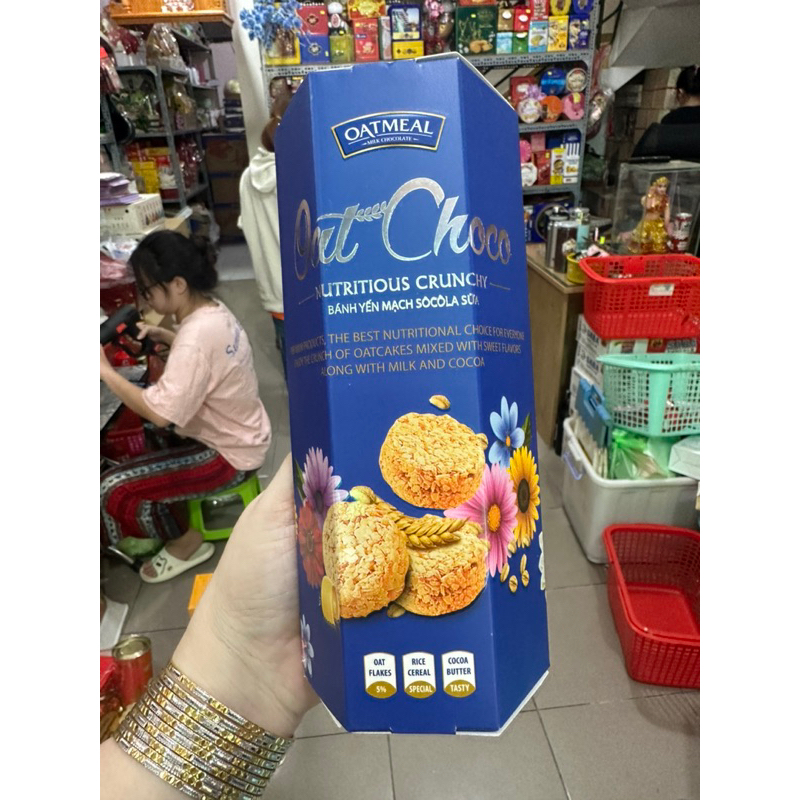 OATMEAL
MILK CHOCOLATE
Oat Choco
NUTRITIOUS CRUNCHY
BÁNH YẾN MẠCH SÔCÔLA SỮA
PRODUCTS, THE BEST NUTRITIONAL CHOICE FOR EVERYONE
FROM THE CRUNCH OF OATCAKES MIXED WITH SWEET FLAVORS
ALONG WITH MILK AND COCOA
OAT FLAKES 5%
RICE CEREAL SPECIAL
COCOA BUTTER TASTY